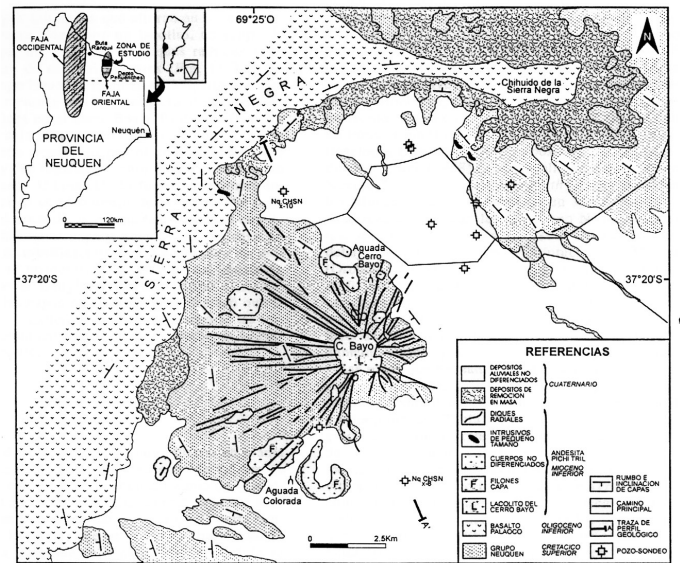 69°25'O
FAJA
OCCIDENTAL
Buta
Ranquil
ZONA DE
ESTUDIO
FAJA
ORIENTAL
PROVINCIA
DEL
NEUQUEN
Neuquén
0 120km
N
Chihuido de la
Sierra Negra
SIERRA NEGRA
Nq CHSN
x-10
37°20'S
37°20'S
Aguada
Cerro
Bayo
F
C. Bayo
L
F
F
F
Aguada
Colorada
Nq CHSN
x-8
0 2.5Km
REFERENCIAS
DEPOSITOS
ALUVIALES NO
DIFERENCIADOS
DEPOSITOS DE
REMOCION
EN MASA
CUATERNARIO
DIQUES
RADIALES
INTRUSIVOS
DE PEQUEÑO
TAMAÑO
CUERPOS NO
DIFERENCIADOS
F
FILONES
CAPA
L
LACOLITO DEL
CERRO BAYO
ANDESITA
PICHI TRIL
MIOCENO
INFERIOR
BASALTO
PALAOCO
OLIGOCENO
INFERIOR
GRUPO
NEUQUEN
CRETACICO
SUPERIOR
RUMBO E
INCLINACION
DE CAPAS
CAMINO
PRINCIPAL
TRAZA DE
PERFIL
GEOLÓGICO
POZO-SONDEO